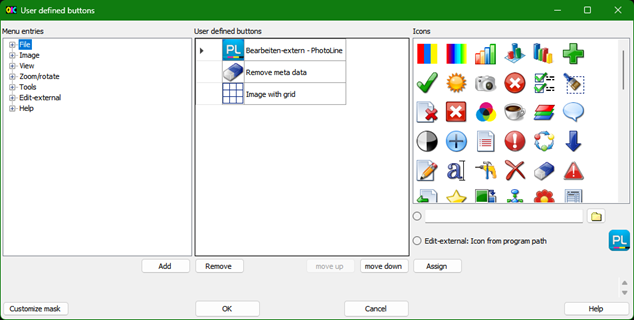 User defined buttons
Menu entries
User defined buttons
Icons
File
Image
View
Zoom/rotate
Tools
Edit-external
Help
PL Bearbeiten-extern - PhotoLine
Remove meta data
Image with grid
Edit-external: Icon from program path
PL
Add
Remove
move up
move down
Assign
Customize mask
OK
Cancel
Help